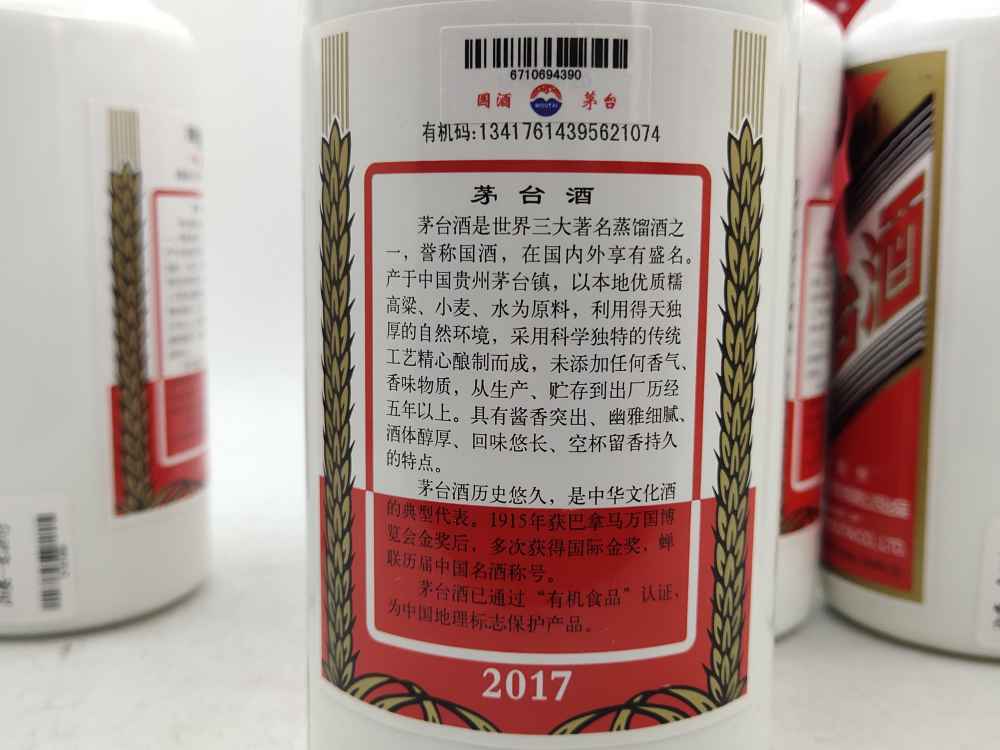 6710694390
国酒 MOUTAI 茅台
有机码:13417614395621074
茅台酒
茅台酒是世界三大著名蒸馏酒之
一，誉称国酒，在国内外享有盛名。
产于中国贵州茅台镇，以本地优质糯
高粱、小麦、水为原料，利用得天独
厚的自然环境，采用科学独特的传统
工艺精心酿制而成，未添加任何香气、
香味物质，从生产、贮存到出厂历经
五年以上。具有酱香突出、幽雅细腻、
酒体醇厚、回味悠长、空杯留香持久
的特点。
茅台酒历史悠久，是中华文化酒
的典型代表。1915年获巴拿马万国博
览会金奖后，多次获得国际金奖，蝉
联历届中国名酒称号。
茅台酒已通过“有机食品”认证，
为中国地理标志保护产品。
2017
酒